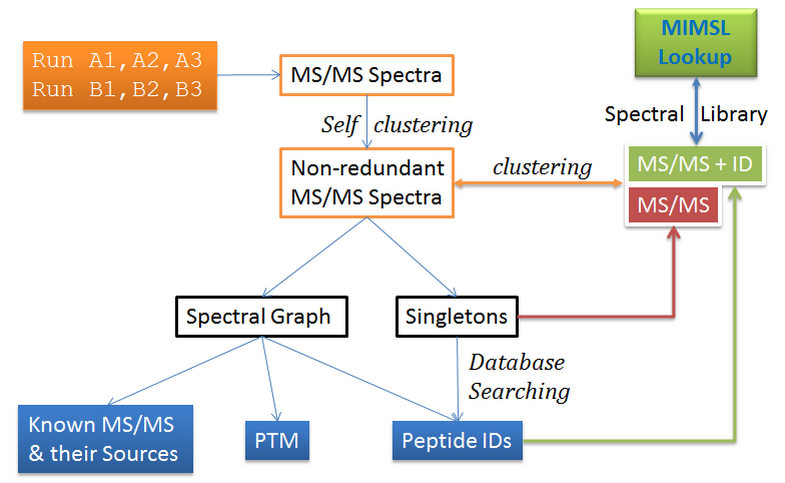 MIMSL
Lookup
Run A1,A2,A3
Run B1,B2,B3
MS/MS Spectra
Spectral Library
Self clustering
Non-redundant
MS/MS Spectra
clustering
MS/MS + ID
MS/MS
Spectral Graph
Singletons
Database
Searching
Known MS/MS
& their Sources
PTM
Peptide IDs